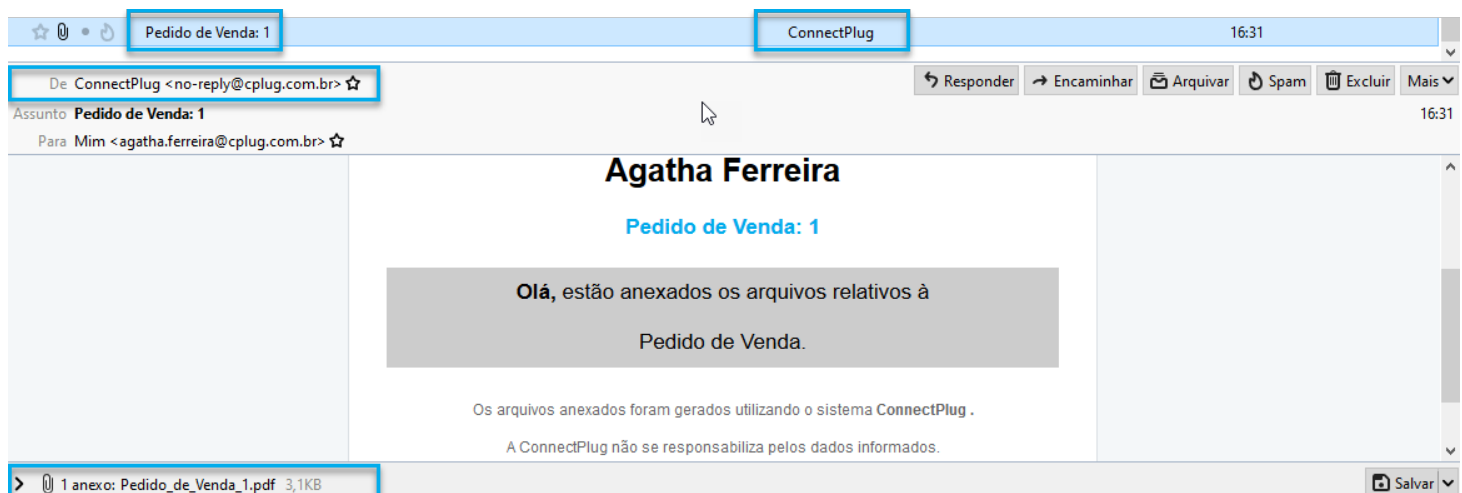 Pedido de Venda: 1 ConnectPlug 16:31
De ConnectPlug <no-reply@cplug.com.br> Responder Encaminhar Arquivar Spam Excluir Mais
Assunto Pedido de Venda: 1 16:31
Para Mim <agatha.ferreira@cplug.com.br>
Agatha Ferreira
Pedido de Venda: 1
Olá, estão anexados os arquivos relativos à
Pedido de Venda.
Os arquivos anexados foram gerados utilizando o sistema ConnectPlug .
A ConnectPlug não se responsabiliza pelos dados informados.
1 anexo: Pedido_de_Venda_1.pdf 3,1KB Salvar